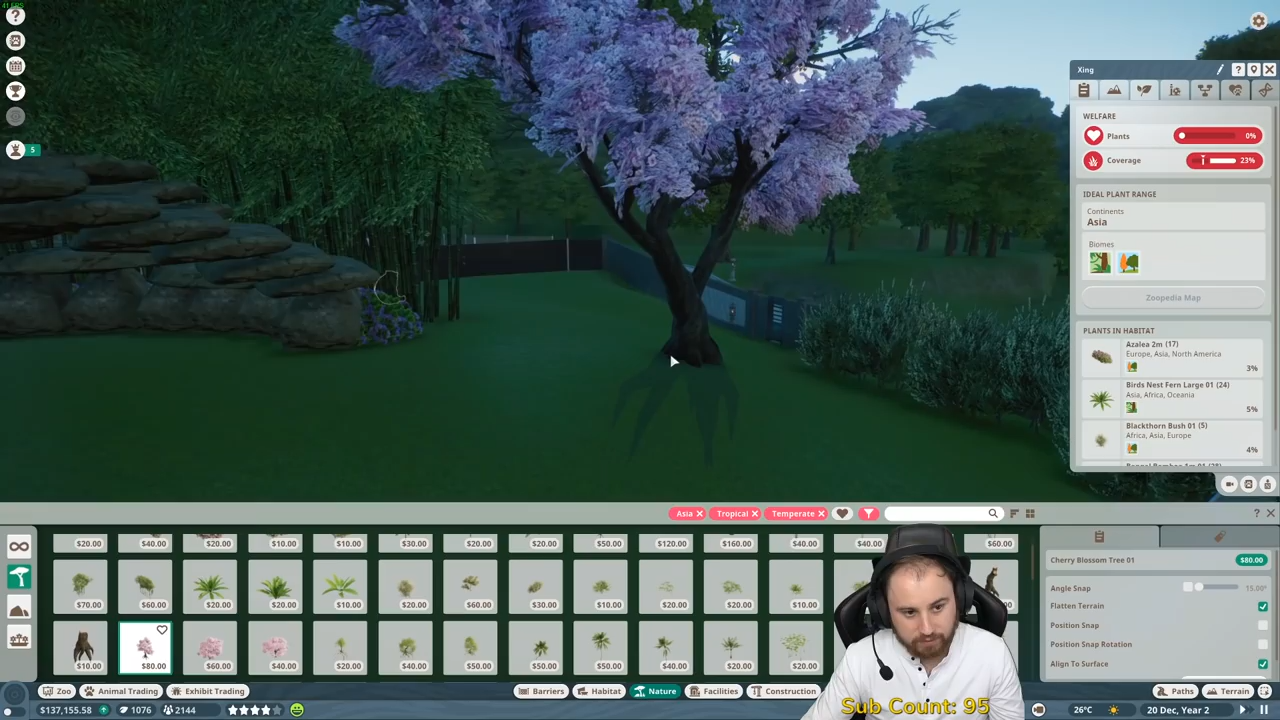 41 FPS
5
Xing
WELFARE
Plants
0%
Coverage
23%
IDEAL PLANT RANGE
Continents
Asia
Biomes
Zoopedia Map
PLANTS IN HABITAT
Azalea 2m (17)
Europe, Asia, North America
3%
Birds Nest Fern Large 01 (24)
Asia, Africa, Oceania
5%
Blackthorn Bush 01 (5)
Africa, Asia, Europe
4%
Asia
Tropical
Temperate
$20.00 $40.00 $20.00 $10.00 $10.00 $30.00 $20.00 $20.00 $50.00 $120.00 $160.00 $40.00 $40.00 $60.00
$70.00 $60.00 $20.00 $20.00 $10.00 $20.00 $60.00 $30.00 $10.00 $20.00 $20.00 $10.00
$10.00 $80.00 $60.00 $40.00 $20.00 $40.00 $50.00 $50.00 $50.00 $40.00 $20.00 $20.00
Cherry Blossom Tree 01
$80.00
Angle Snap
15.00°
Flatten Terrain
Position Snap
Position Snap Rotation
Align To Surface
Zoo
Animal Trading
Exhibit Trading
Barriers
Habitat
Nature
Facilities
Construction
Paths
Terrain
$137,155.58
1076
2144
Sub Count: 95
26°C
20 Dec, Year 2